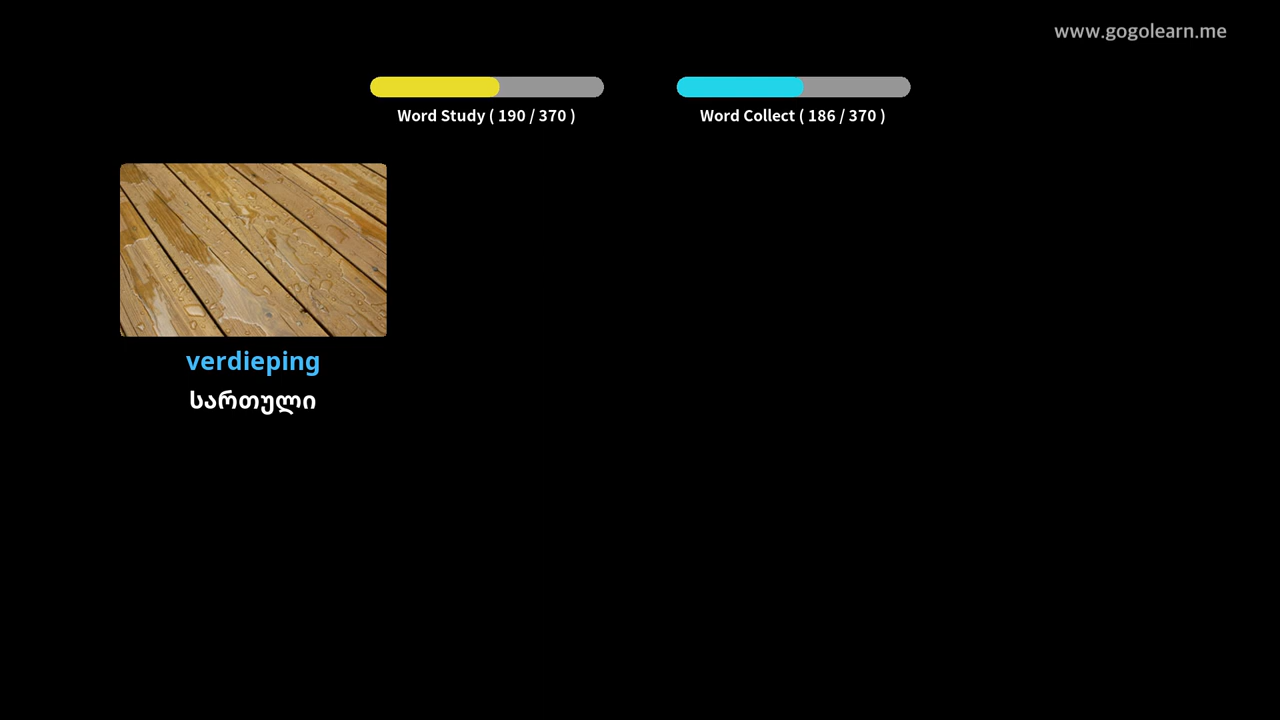 www.gogolearn.me
Word Study ( 190 / 370 )
Word Collect ( 186 / 370 )
verdieping
სართული